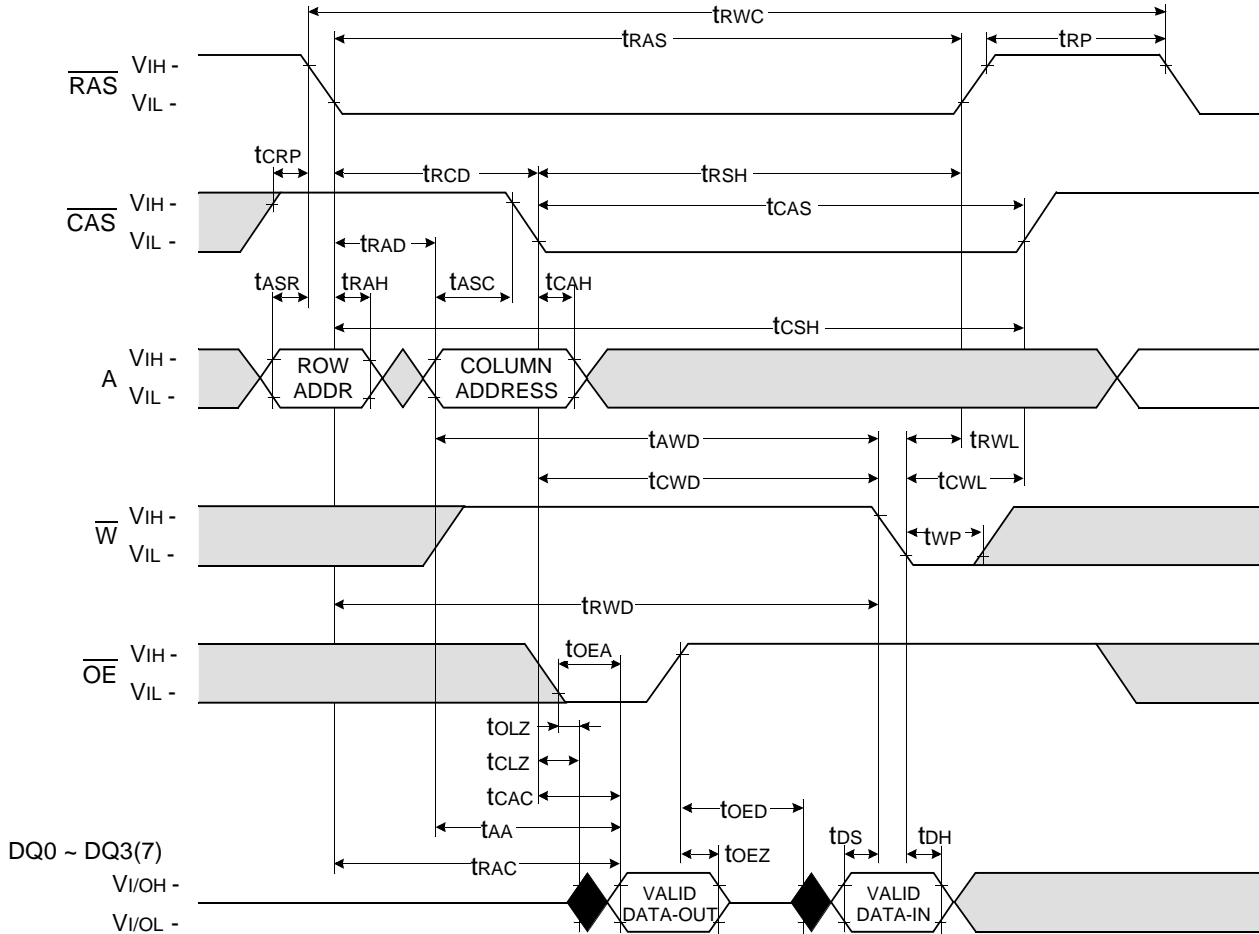 tRWC
tRAS
tRP
RAS
VIH -
VIL -
tCRP
tRCD
tRSH
CAS
VIH -
VIL -
tCAS
tRAD
tASR
tRAH
tASC
tCAH
tCSH
A
VIH -
VIL -
ROW
ADDR
COLUMN
ADDRESS
tAWD
tRWL
tCWD
tCWL
W
VIH -
VIL -
tWP
tRWD
OE
VIH -
VIL -
tOEA
tOLZ
tCLZ
tCAC
tOED
tAA
tDS
tDH
DQ0 ~ DQ3(7)
tRAC
tOEZ
VI/OH -
VI/OL -
VALID
DATA-OUT
VALID
DATA-IN